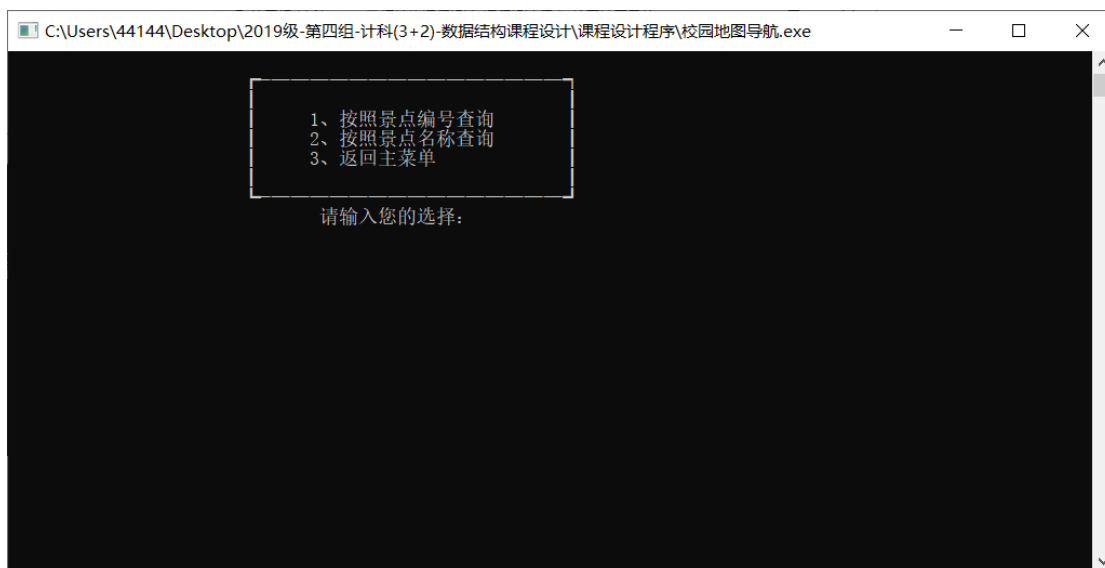 C:\Users\44144\Desktop\2019级-第四组-计科(3+2)-数据结构课程设计\课程设计程序\校园地图导航.exe
1、按照景点编号查询
2、按照景点名称查询
3、返回主菜单
请输入您的选择: